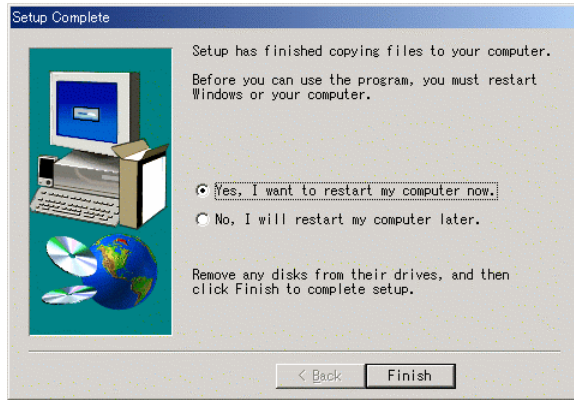 Setup Complete
Setup has finished copying files to your computer.
Before you can use the program, you must restart
Windows or your computer.
Yes, I want to restart my computer now.
No, I will restart my computer later.
Remove any disks from their drives, and then
click Finish to complete setup.
< Back
Finish